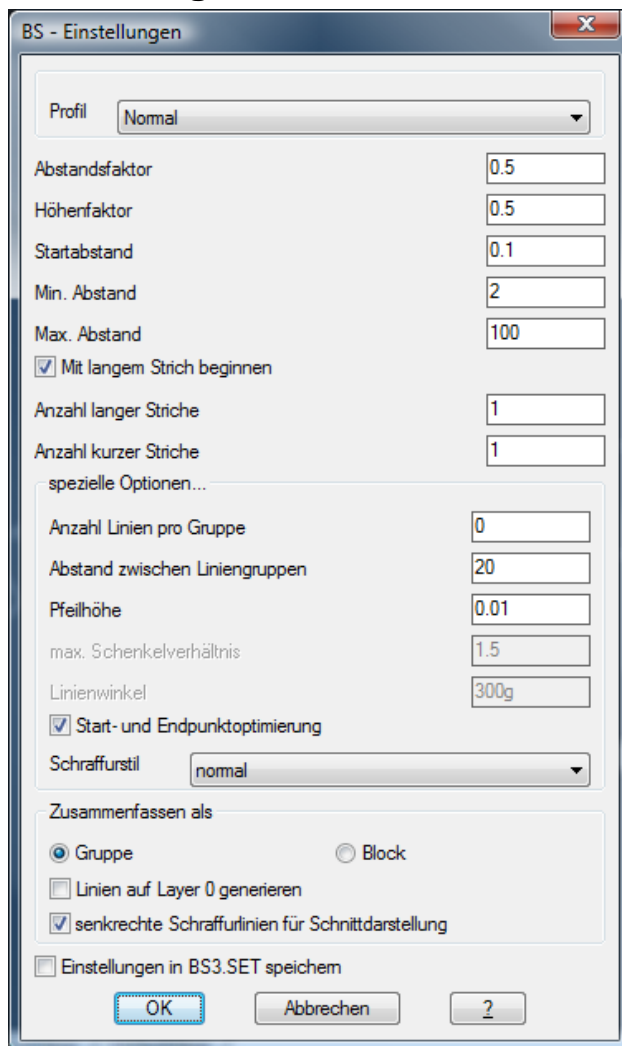 BS - Einstellungen
Profil Normal
Abstandsfaktor 0.5
Höhenfaktor 0.5
Startabstand 0.1
Min. Abstand 2
Max. Abstand 100
Mit langem Strich beginnen
Anzahl langer Striche 1
Anzahl kurzer Striche 1
spezielle Optionen...
Anzahl Linien pro Gruppe 0
Abstand zwischen Liniengruppen 20
Pfeilhöhe 0.01
max. Schenkelverhältnis 1.5
Linienwinkel 300g
Start- und Endpunktoptimierung
Schraffurstil normal
Zusammenfassen als
Gruppe Block
Linien auf Layer 0 generieren
senkrechte Schraffurlinien für Schnittdarstellung
Einstellungen in BS3.SET speichern
OK Abbrechen ?